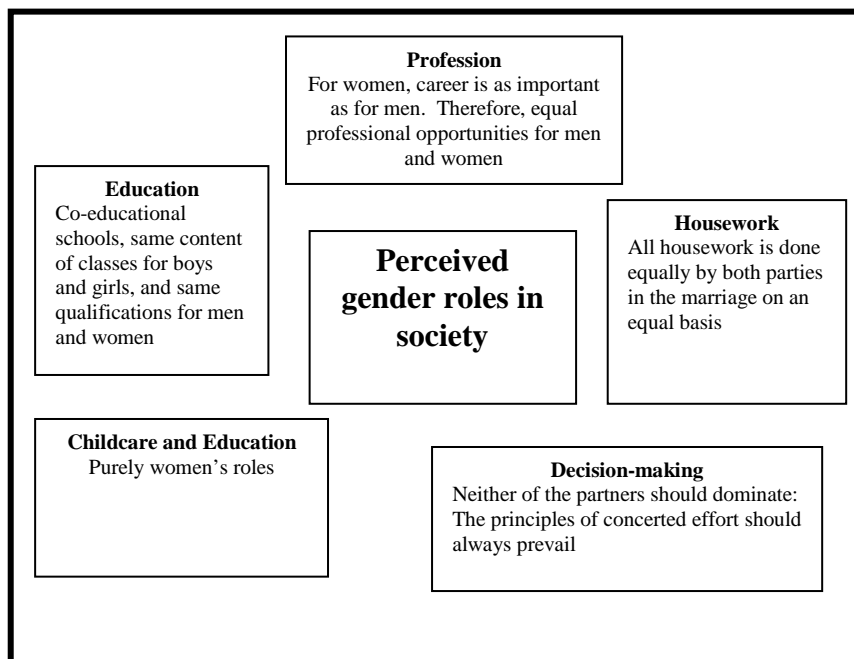 Profession
For women, career is as important
as for men.  Therefore, equal
professional opportunities for men
and women
Education
Co-educational
schools, same content
of classes for boys
and girls, and same
qualifications for men
and women
Perceived
gender roles in
society
Housework
All housework is done
equally by both parties
in the marriage on an
equal basis
Childcare and Education
Purely women’s roles
Decision-making
Neither of the partners should dominate:
The principles of concerted effort should
always prevail